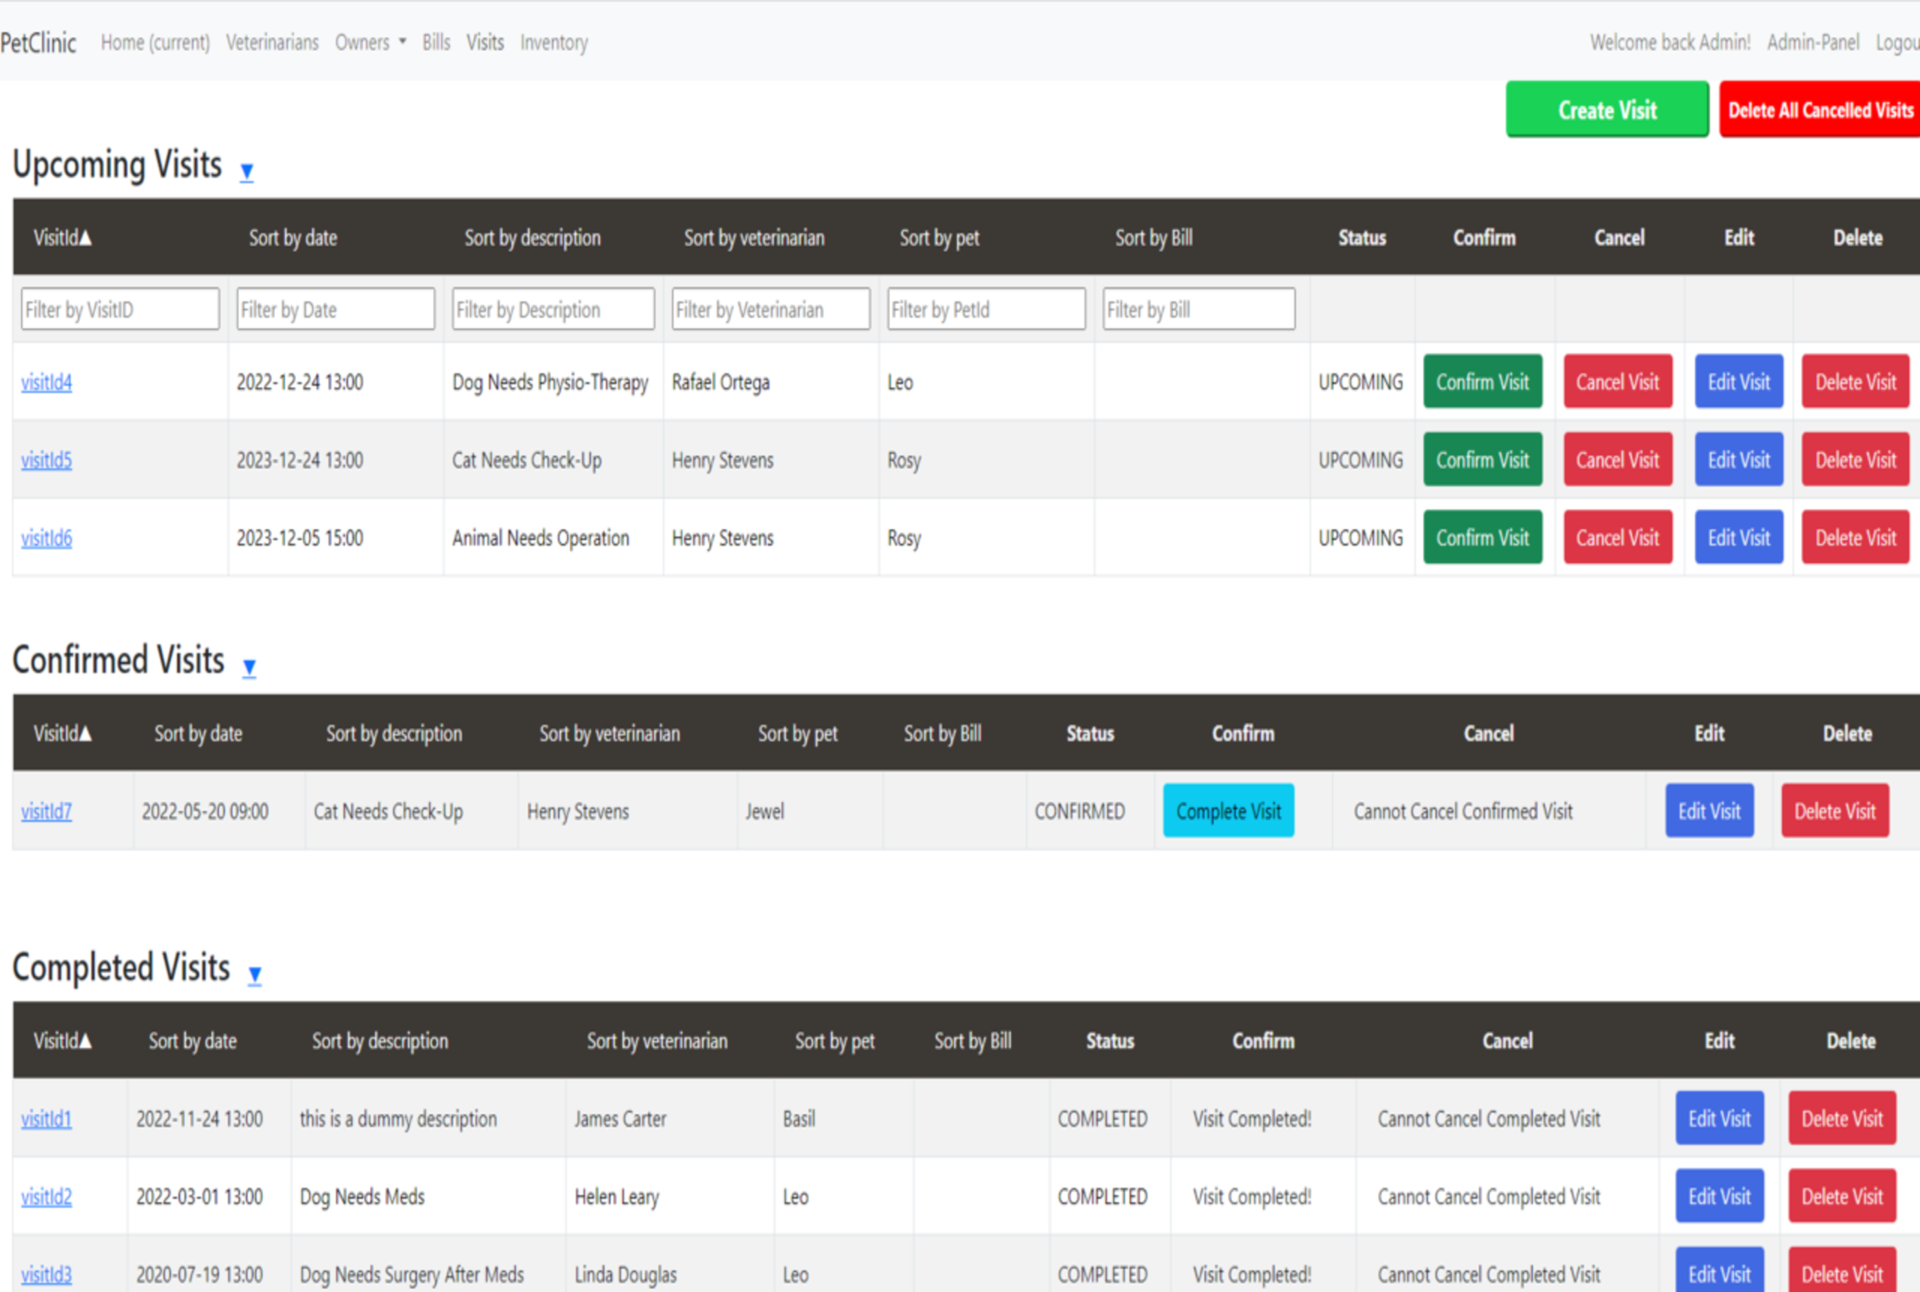 PetClinic Home (current) Veterinarians Owners Bills Visits Inventory Welcome back Admin! Admin-Panel Logou
Create Visit Delete All Cancelled Visits
Upcoming Visits ▼
VisitId▲ Sort by date Sort by description Sort by veterinarian Sort by pet Sort by Bill Status Confirm Cancel Edit Delete
Filter by VisitID Filter by Date Filter by Description Filter by Veterinarian Filter by PetId Filter by Bill
visitId4 2022-12-24 13:00 Dog Needs Physio-Therapy Rafael Ortega Leo UPCOMING Confirm Visit Cancel Visit Edit Visit Delete Visit
visitId5 2023-12-24 13:00 Cat Needs Check-Up Henry Stevens Rosy UPCOMING Confirm Visit Cancel Visit Edit Visit Delete Visit
visitId6 2023-12-05 15:00 Animal Needs Operation Henry Stevens Rosy UPCOMING Confirm Visit Cancel Visit Edit Visit Delete Visit
Confirmed Visits ▼
VisitId▲ Sort by date Sort by description Sort by veterinarian Sort by pet Sort by Bill Status Confirm Cancel Edit Delete
visitId7 2022-05-20 09:00 Cat Needs Check-Up Henry Stevens Jewel CONFIRMED Complete Visit Cannot Cancel Confirmed Visit Edit Visit Delete Visit
Completed Visits ▼
VisitId▲ Sort by date Sort by description Sort by veterinarian Sort by pet Sort by Bill Status Confirm Cancel Edit Delete
visitId1 2022-11-24 13:00 this is a dummy description James Carter Basil COMPLETED Visit Completed! Cannot Cancel Completed Visit Edit Visit Delete Visit
visitId2 2022-03-01 13:00 Dog Needs Meds Helen Leary Leo COMPLETED Visit Completed! Cannot Cancel Completed Visit Edit Visit Delete Visit
visitId3 2020-07-19 13:00 Dog Needs Surgery After Meds Linda Douglas Leo COMPLETED Visit Completed! Cannot Cancel Completed Visit Edit Visit Delete Visit